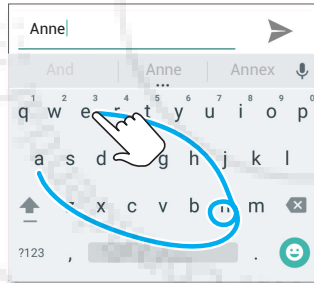 Anne
And Anne Annex
1 2 3 4 5 6 7 8 9 0
q w e r t y u i o p
a s d g h j k l
x c v b n m
?123 , .